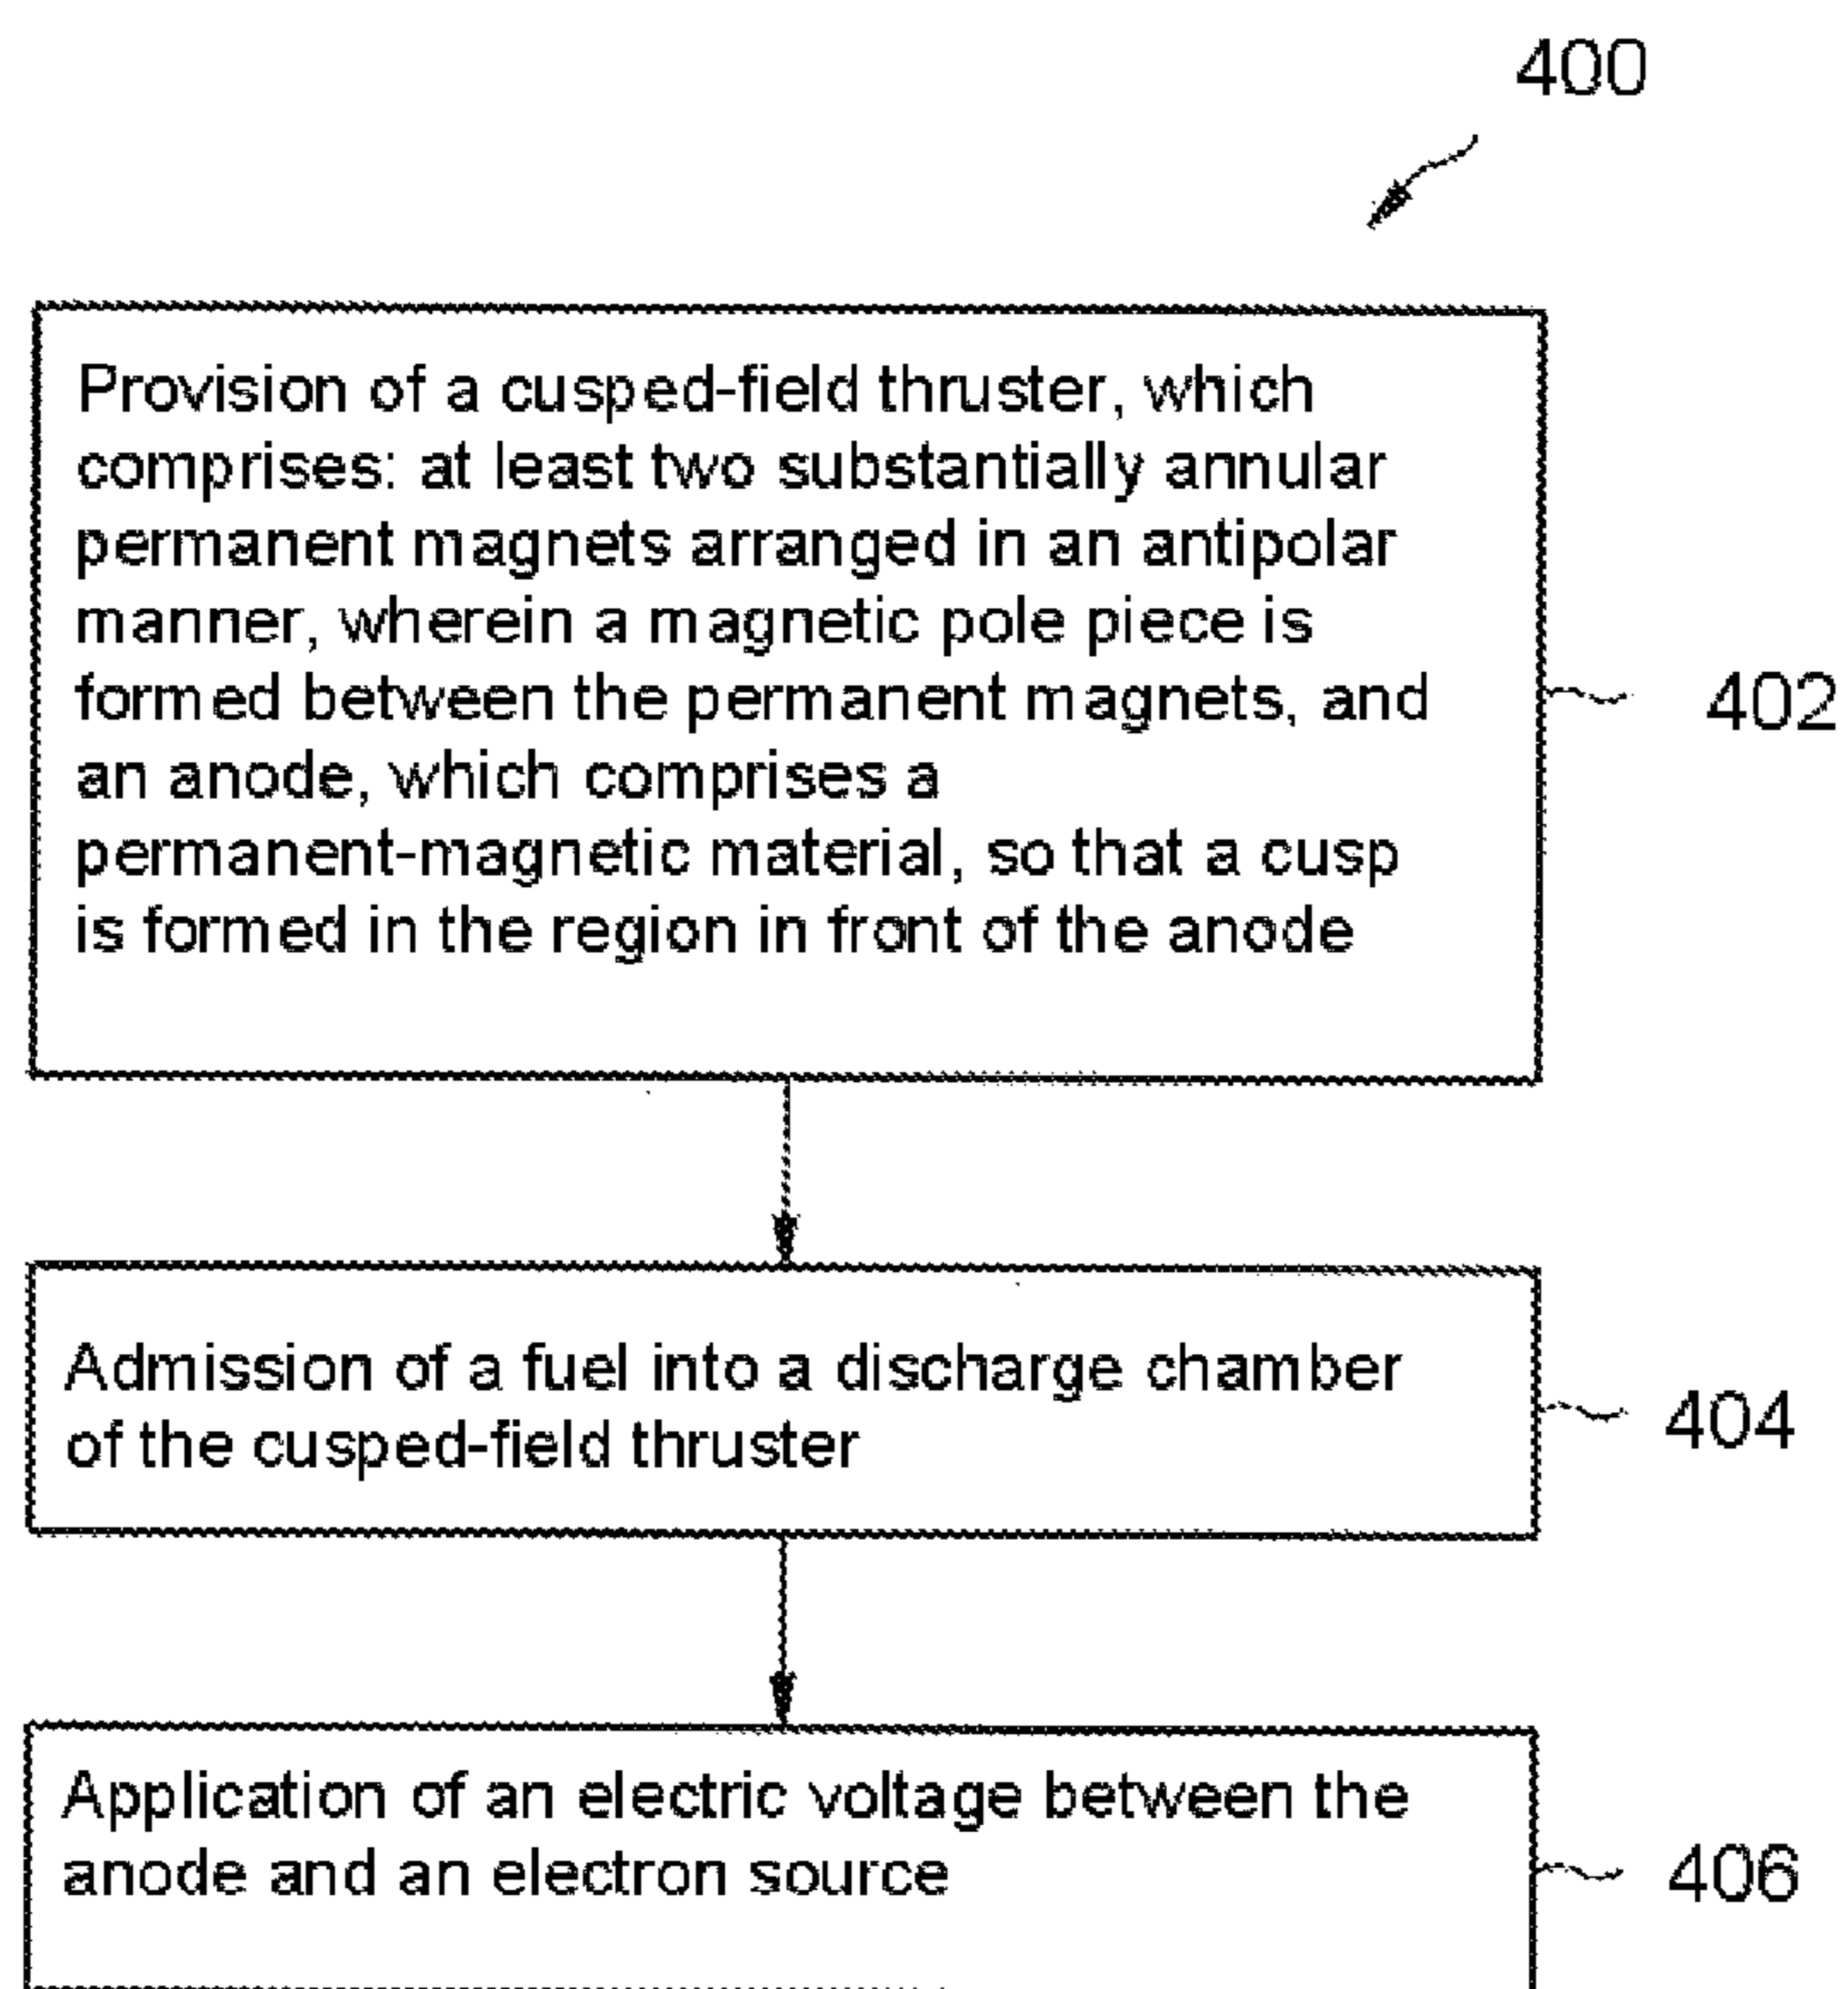 400
Provision of a cusped-field thruster, which
comprises: at least two substantially annular
permanent magnets arranged in an antipolar
manner, wherein a magnetic pole piece is
formed between the permanent magnets, and
an anode, which comprises a
permanent-magnetic material, so that a cusp
is formed in the region in front of the anode
402
Admission of a fuel into a discharge chamber
of the cusped-field thruster
404
Application of an electric voltage between the
anode and an electron source
406